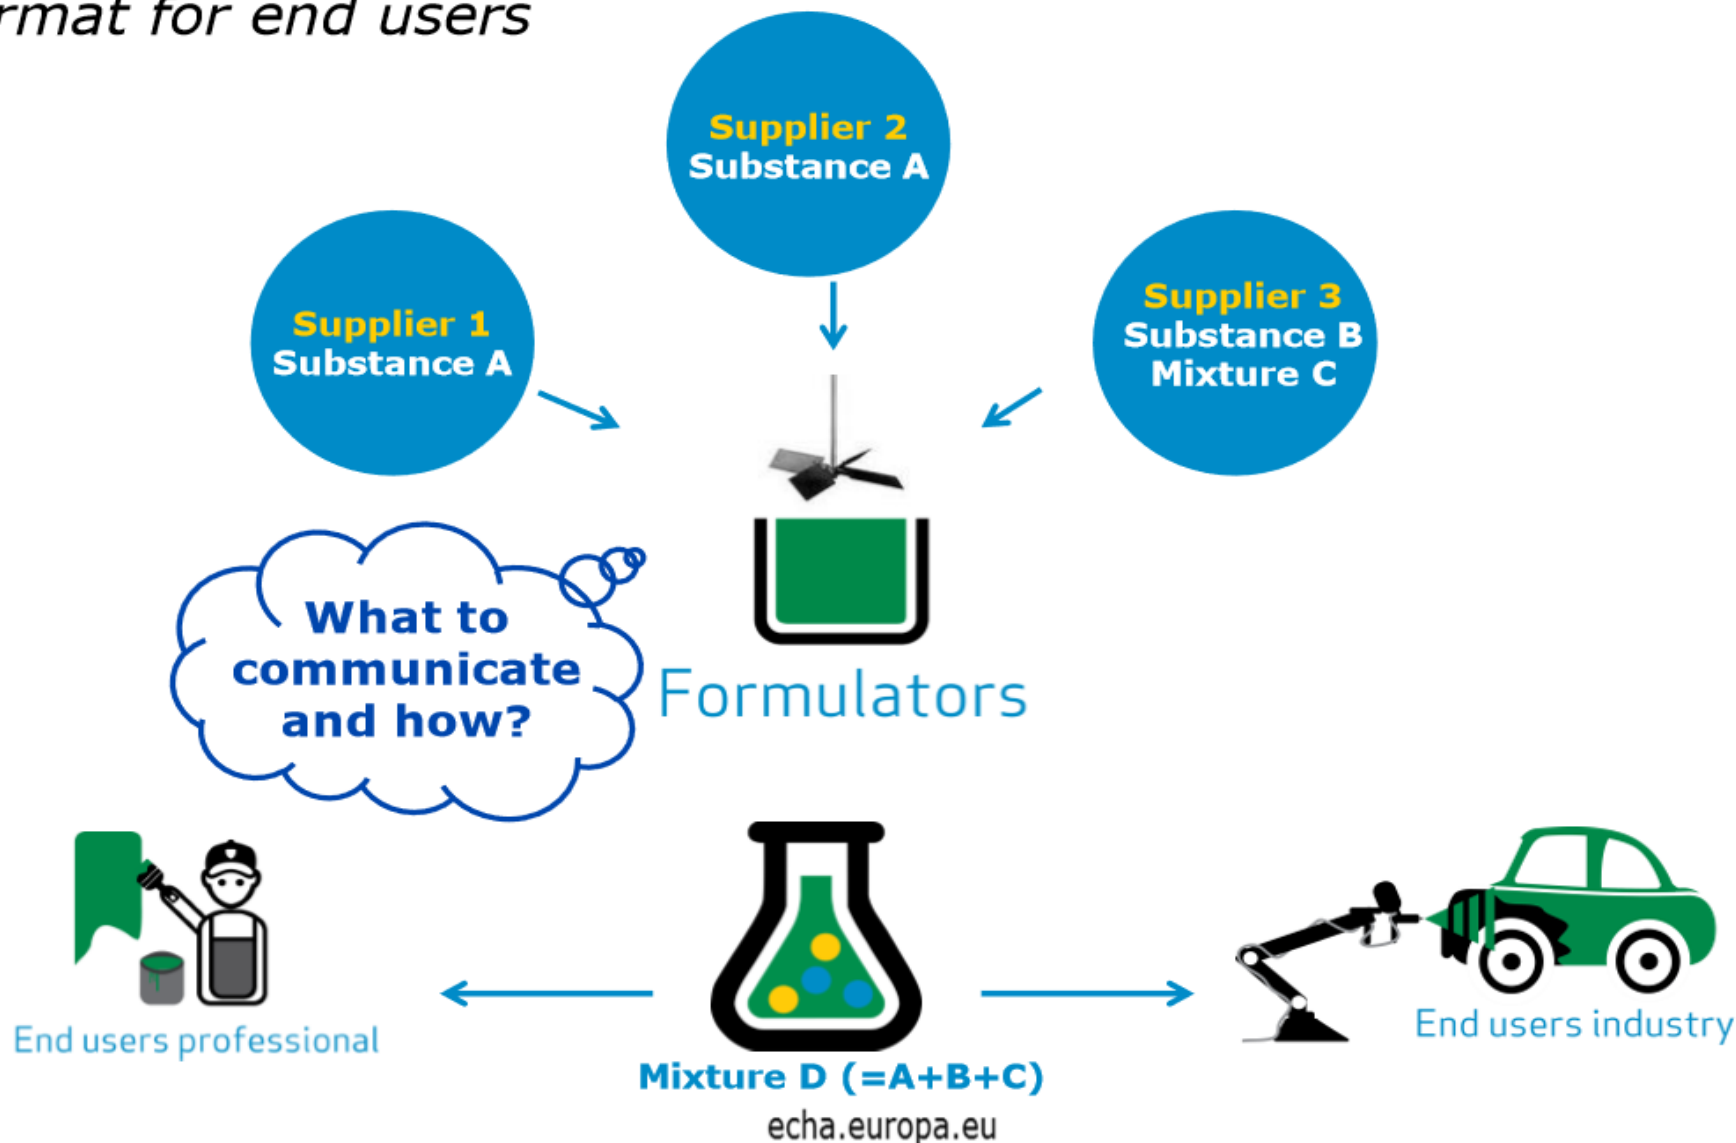 for end users
Supplier 2
Substance A
Supplier 1
Substance A
Supplier 3
Substance B
Mixture C
What to
communicate
and how?
Formulators
End users professional
End users industry
Mixture D (=A+B+C)
echa.europa.eu